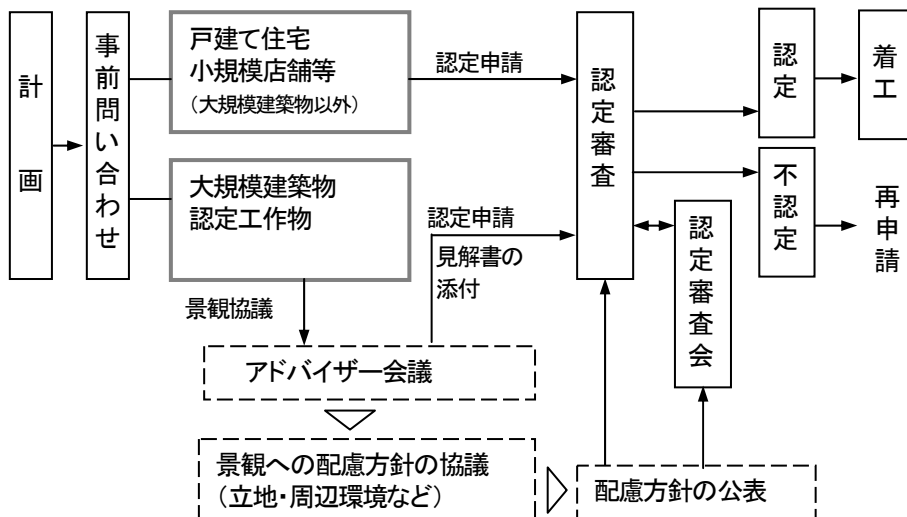 計画
事前問い合わせ
戸建て住宅
小規模店舗等
（大規模建築物以外）
認定申請
大規模建築物
認定工作物
認定申請
見解書の
添付
景観協議
アドバイザー会議
景観への配慮方針の協議
（立地・周辺環境など）
配慮方針の公表
認定審査
認定審査会
認定
着工
不認定
再申請